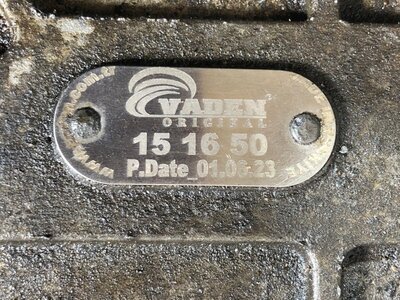 VADEN
ORIGINAL
15 16 50
P.Date_01.06.23